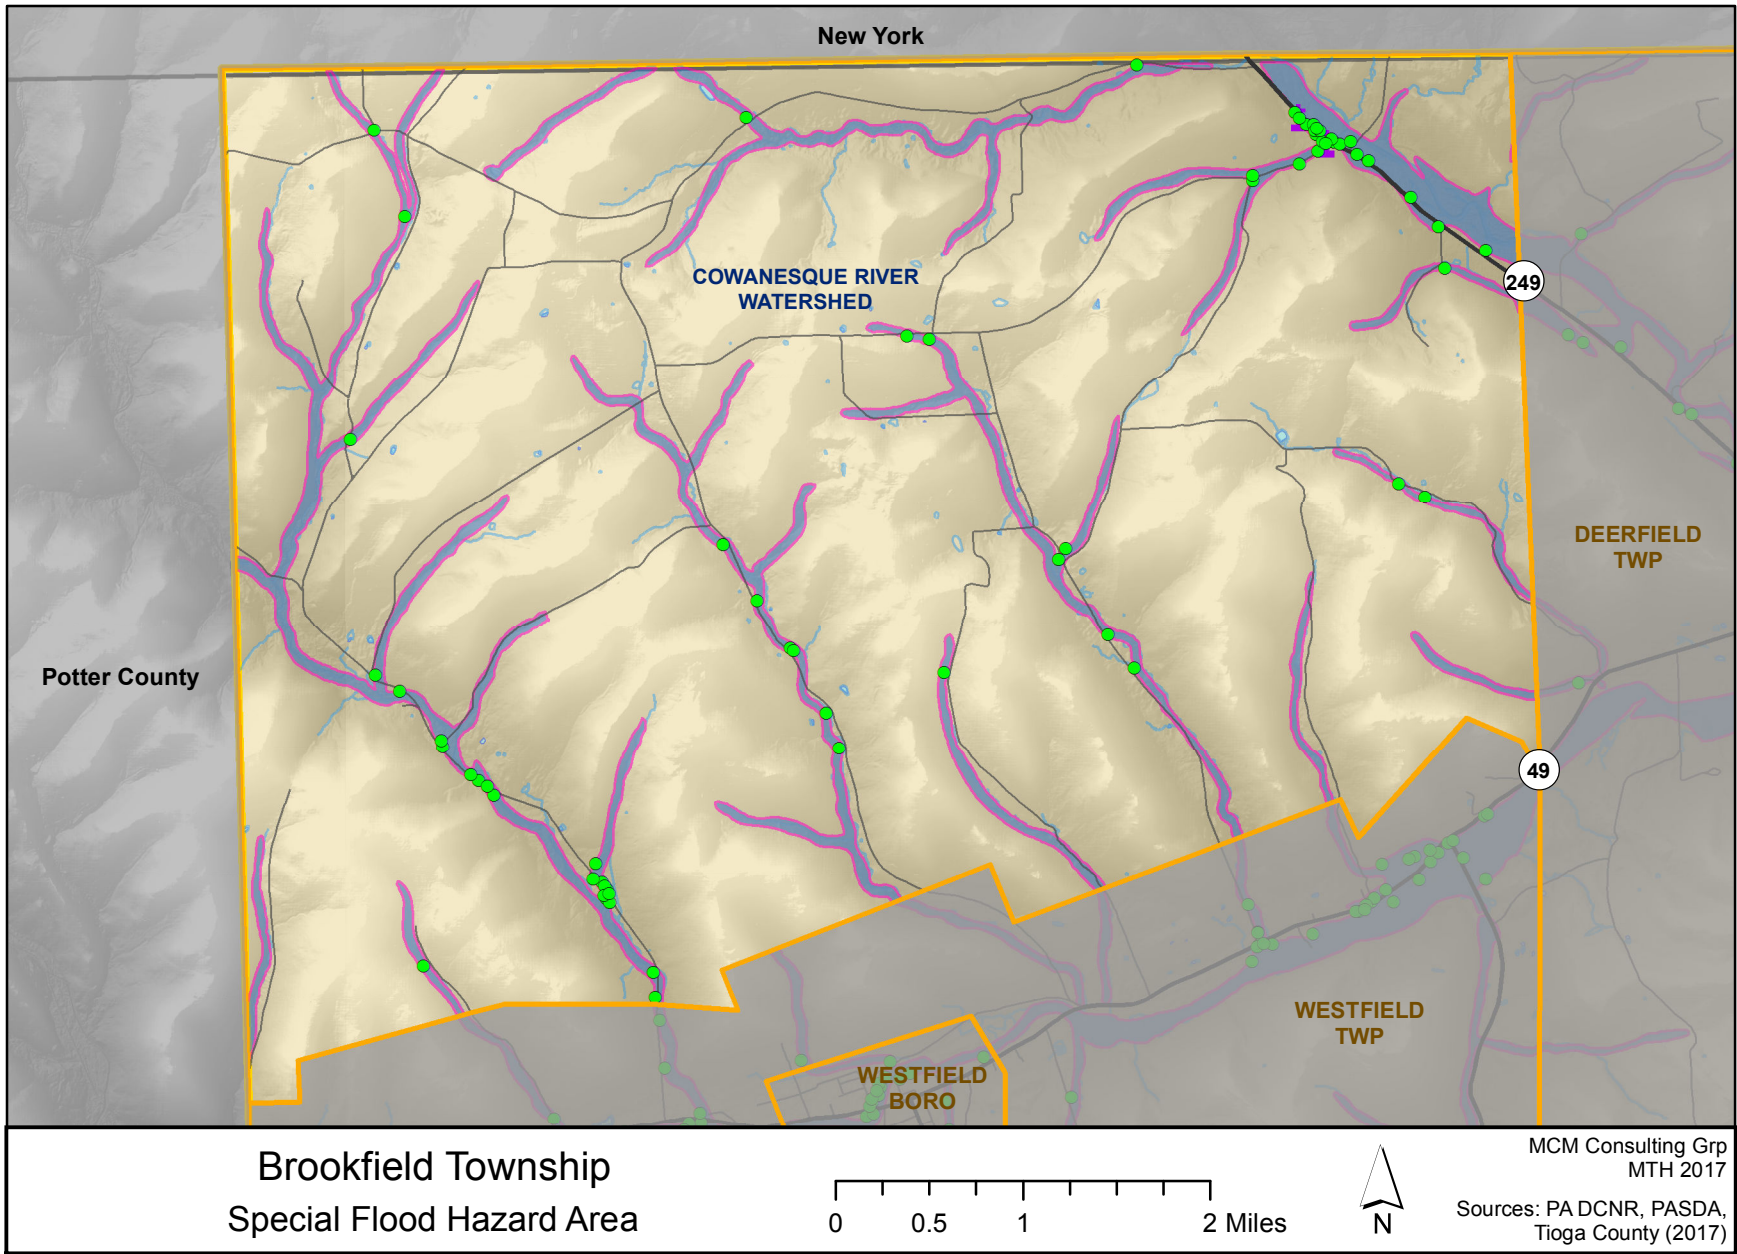 New York
COWANESQUE RIVER
WATERSHED
249
DEERFIELD
TWP
Potter County
49
WESTFIELD
TWP
WESTFIELD
BORO
Brookfield Township
Special Flood Hazard Area
0 0.5 1 2 Miles
N
MCM Consulting Grp
MTH 2017
Sources: PA DCNR, PASDA,
Tioga County (2017)